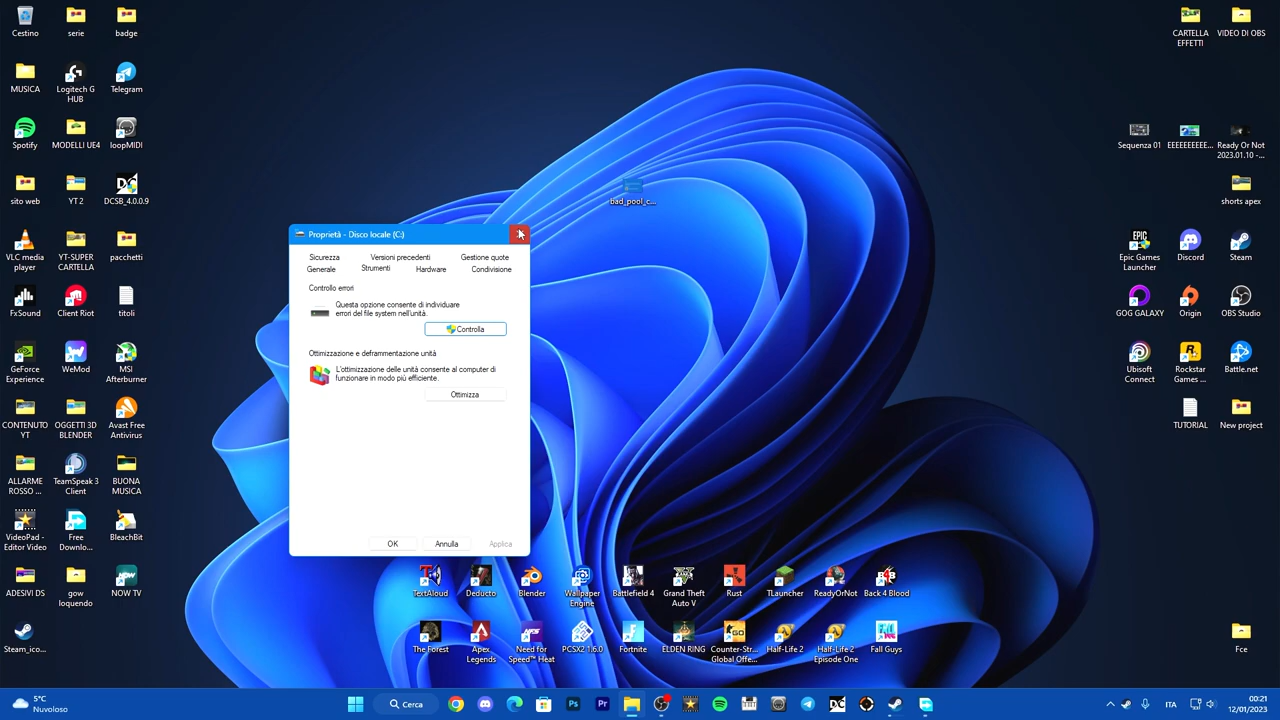 Cestino
serie
badge
CARTELLA
EFFETTI
VIDEO DI OBS
MUSICA
Logitech G
HUB
Telegram
Spotify
MODELLI UE4
loopMIDI
Sequenza 01
EEEEEEEEE...
Ready Or Not
2023.01.10 -...
sito web
YT 2
DCSB_4.0.0.9
shorts apex
bad_pool_c...
VLC media
player
YT-SUPER
CARTELLA
pacchetti
Epic Games
Launcher
Discord
Steam
FxSound
Client Riot
titoli
GOG GALAXY
Origin
OBS Studio
GeForce
Experience
WeMod
MSI
Afterburner
Ubisoft
Connect
Rockstar
Games ...
Battle.net
CONTENUTO
YT
OGGETTI 3D
BLENDER
Avast Free
Antivirus
TUTORIAL
New project
ALLARME
ROSSO ...
TeamSpeak 3
Client
BUONA
MUSICA
VideoPad -
Editor Video
Free
Downlo...
BleachBit
ADESIVI DS
gow
loquendo
NOW TV
Steam_ico...
Fce
Proprietà - Disco locale (C:)
Sicurezza
Versioni precedenti
Gestione quote
Generale
Strumenti
Hardware
Condivisione
Controllo errori
Questa opzione consente di individuare
errori del file system nell'unità.
Controlla
Ottimizzazione e deframmentazione unità
L'ottimizzazione delle unità consente al computer di
funzionare in modo più efficiente.
Ottimizza
OK
Annulla
Applica
TextAloud
Deducto
Blender
Wallpaper
Engine
Battlefield 4
Grand Theft
Auto V
Rust
TLauncher
ReadyOrNot
Back 4 Blood
The Forest
Apex
Legends
Need for
Speed™ Heat
PCSX2 1.6.0
Fortnite
ELDEN RING
Counter-Str...
Global Offe...
Half-Life 2
Half-Life 2
Episode One
Fall Guys
5°C
Nuvoloso
Cerca
ITA
00:21
12/01/2023